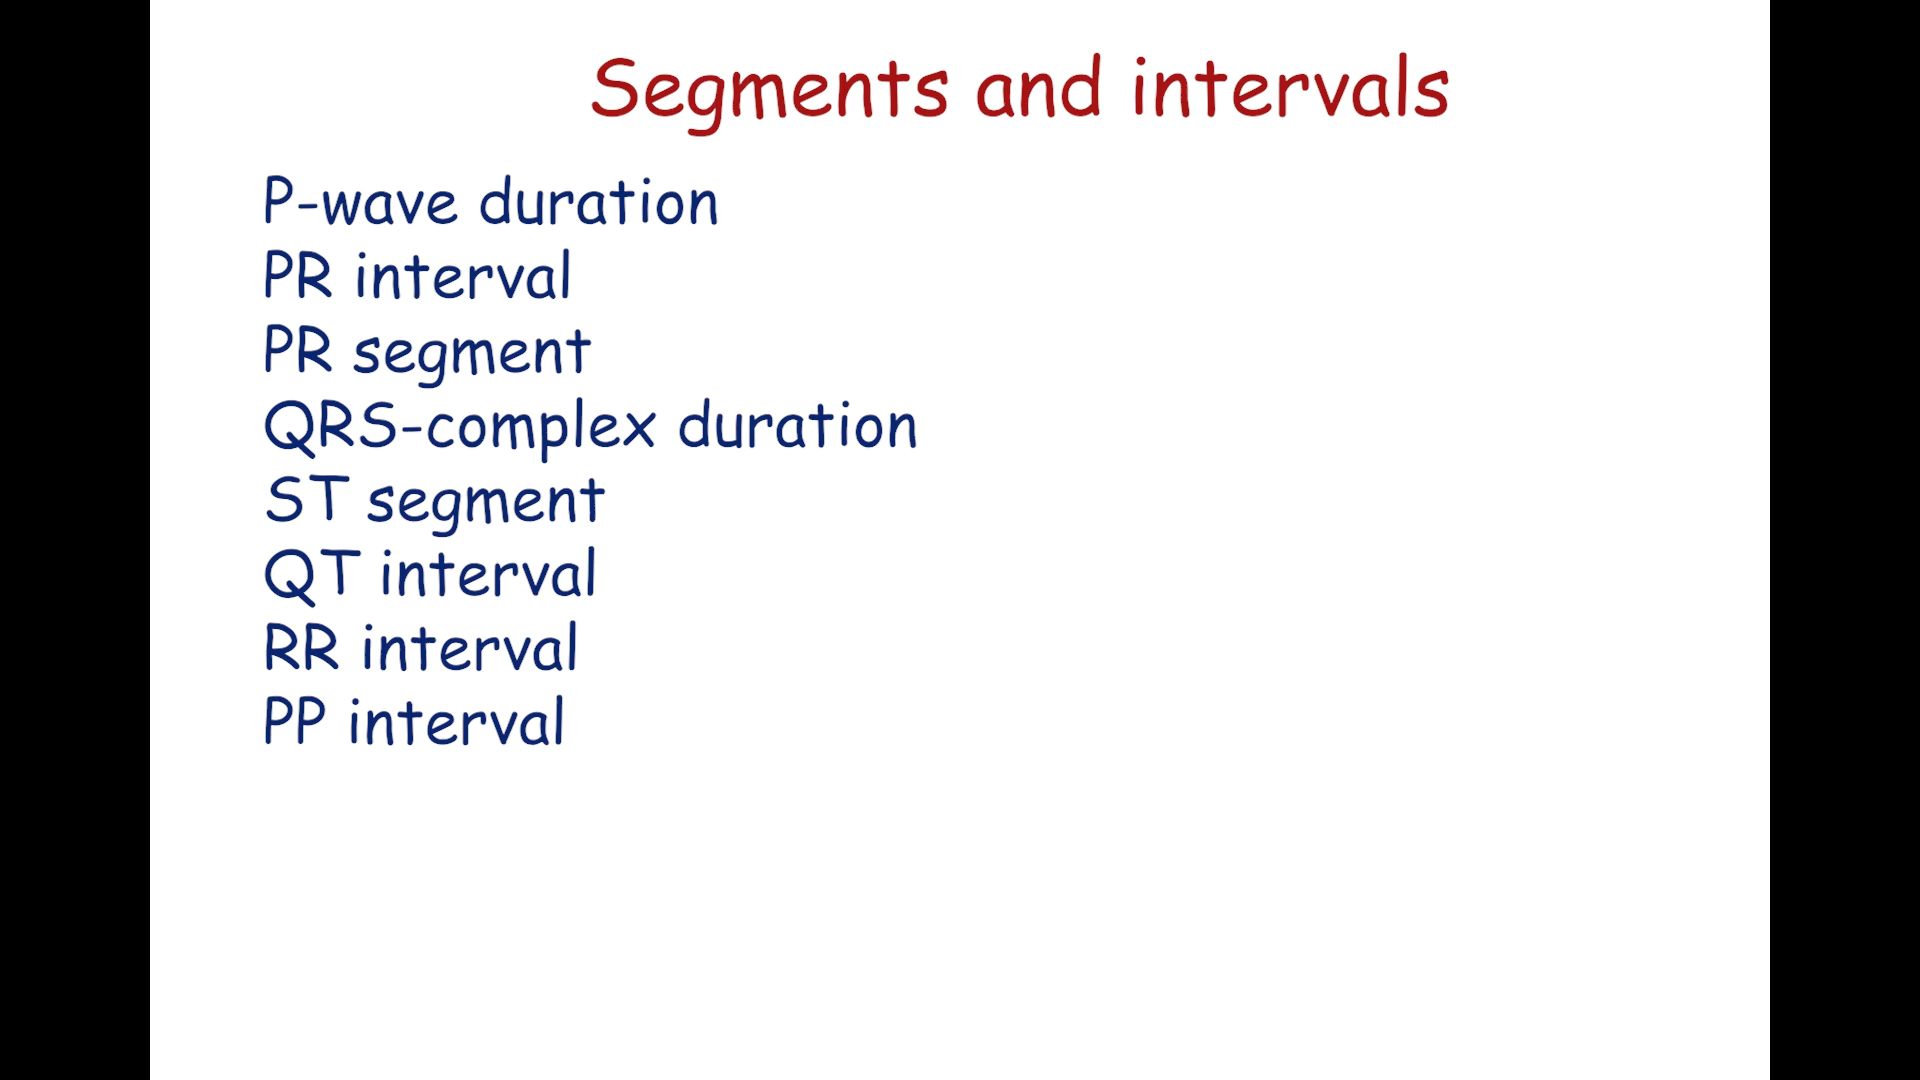 Segments and intervals
P-wave duration
PR interval
PR segment
QRS-complex duration
ST segment
QT interval
RR interval
PP interval